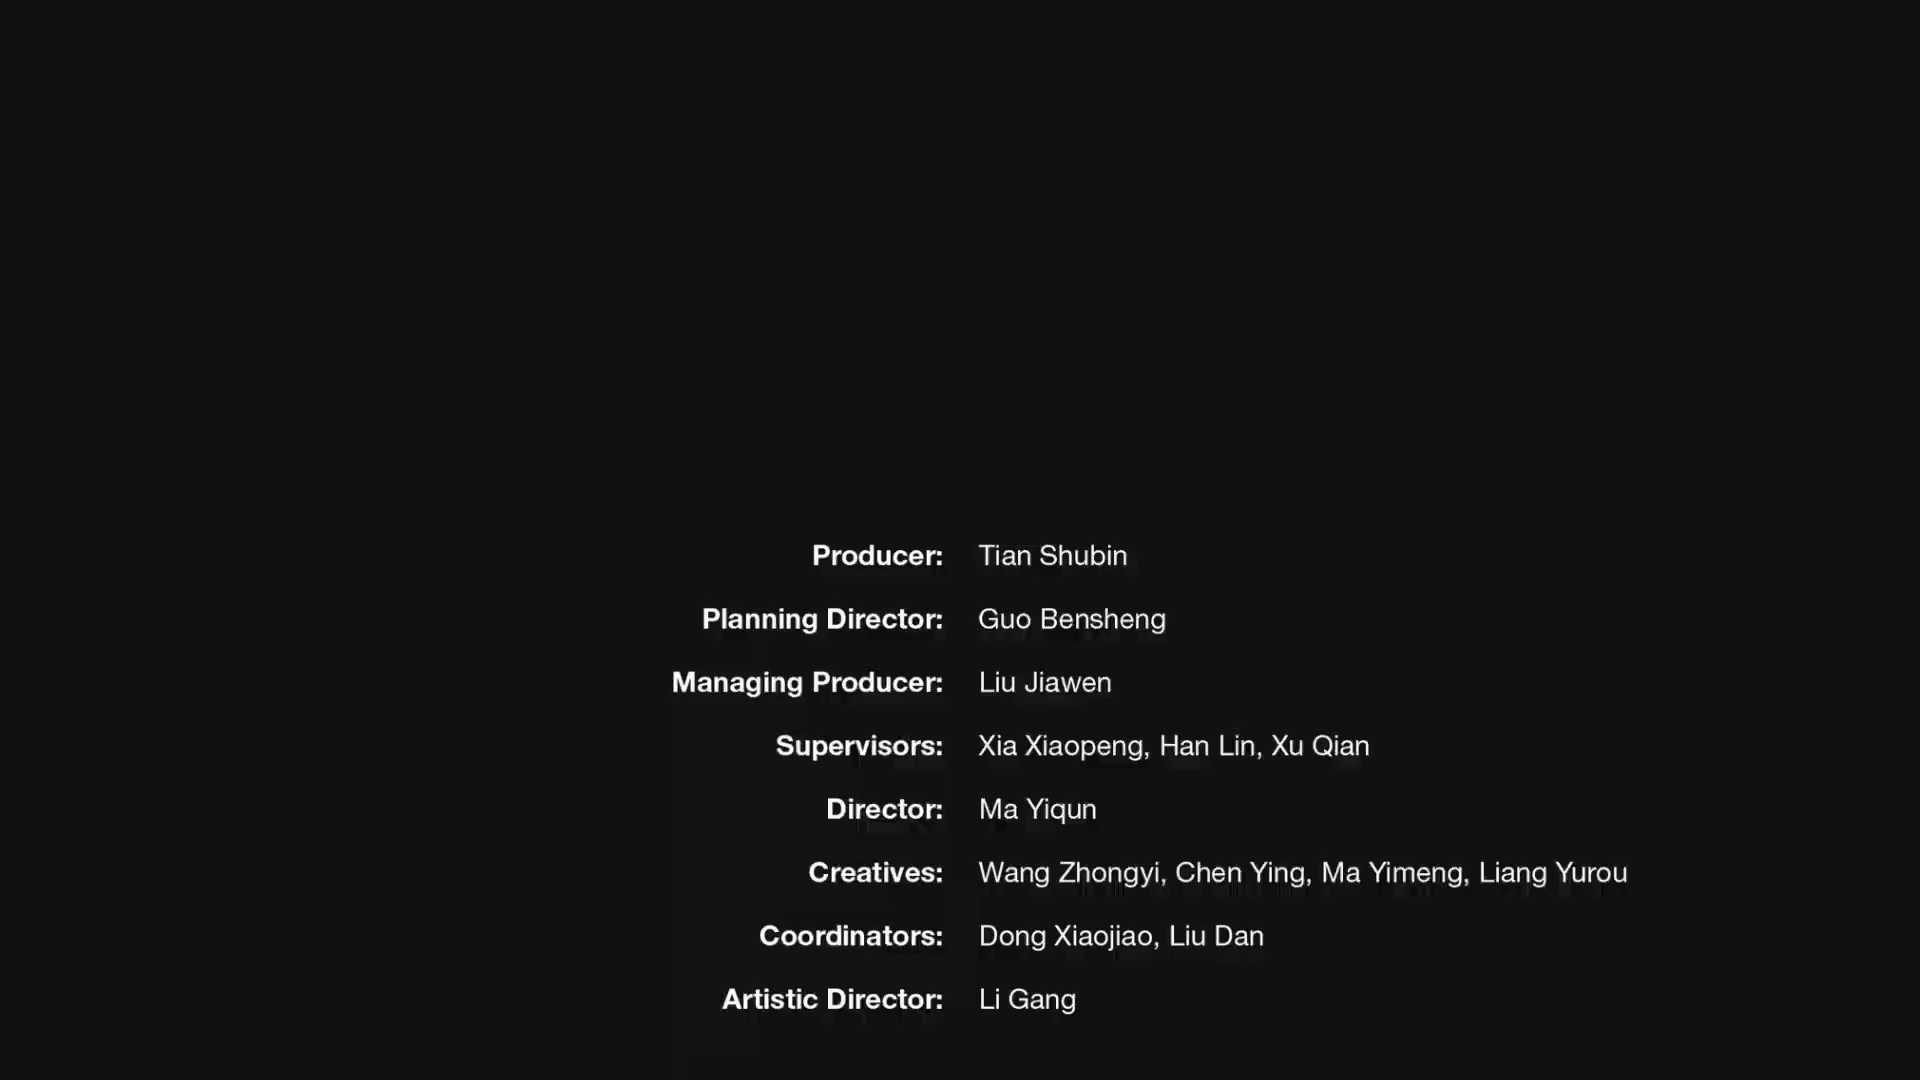 Producer: Tian Shubin
Planning Director: Guo Bensheng
Managing Producer: Liu Jiawen
Supervisors: Xia Xiaopeng, Han Lin, Xu Qian
Director: Ma Yiqun
Creatives: Wang Zhongyi, Chen Ying, Ma Yimeng, Liang Yurou
Coordinators: Dong Xiaojiao, Liu Dan
Artistic Director: Li Gang